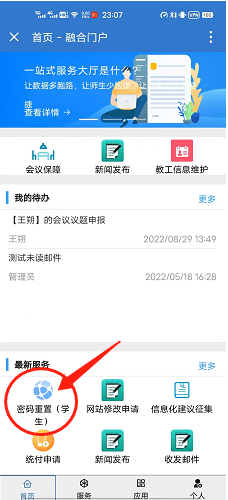 23:07
VPN
100
首页 - 融合门户
一站式服务大厅是什么?
让数据多跑路，让师生少跑腿
捷
查看详情 →
会议保障
新闻发布
教工信息维护
我的待办
更多
【王朔】的会议议题申报
王朔
2022/08/29 13:49
测试未读邮件
管理员
2022/05/18 16:28
最新服务
更多
密码重置（学
生）
网站修改申请
信息化建议征集
统付申请
新闻发布
收发邮件
首页
服务
应用
个人